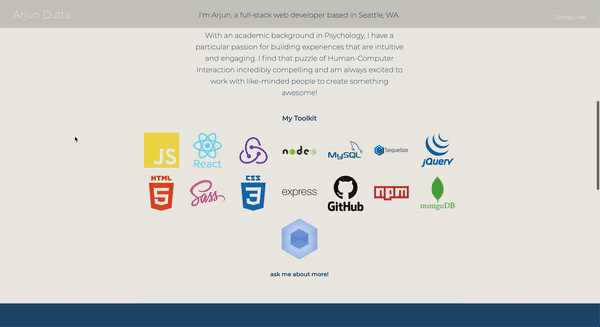 Arjun Dutta
Contact Me
I'm Arjun, a full-stack web developer based in Seattle, WA.
With an academic background in Psychology, I have a
particular passion for building experiences that are intuitive
and engaging. I find that puzzle of Human-Computer
Interaction incredibly compelling and am always excited to
work with like-minded people to create something
awesome!
My Toolkit
JS
React
node
MySQL
Sequelize
jQuery
HTML
5
Sass
CSS
3
express
GitHub
npm
mongoDB
ask me about more!